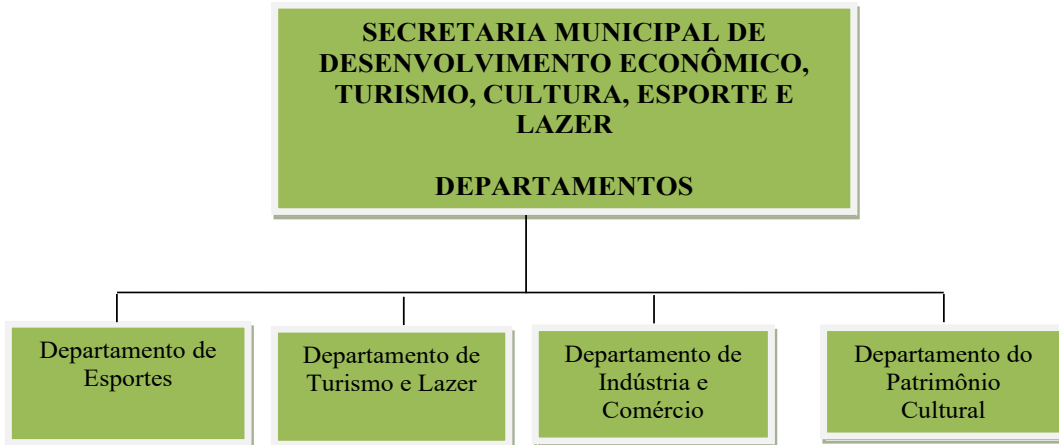 SECRETARIA MUNICIPAL DE
DESENVOLVIMENTO ECONÔMICO,
TURISMO, CULTURA, ESPORTE E
LAZER
DEPARTAMENTOS
Departamento de
Esportes
Departamento de
Turismo e Lazer
Departamento de
Indústria e
Comércio
Departamento do
Patrimônio
Cultural